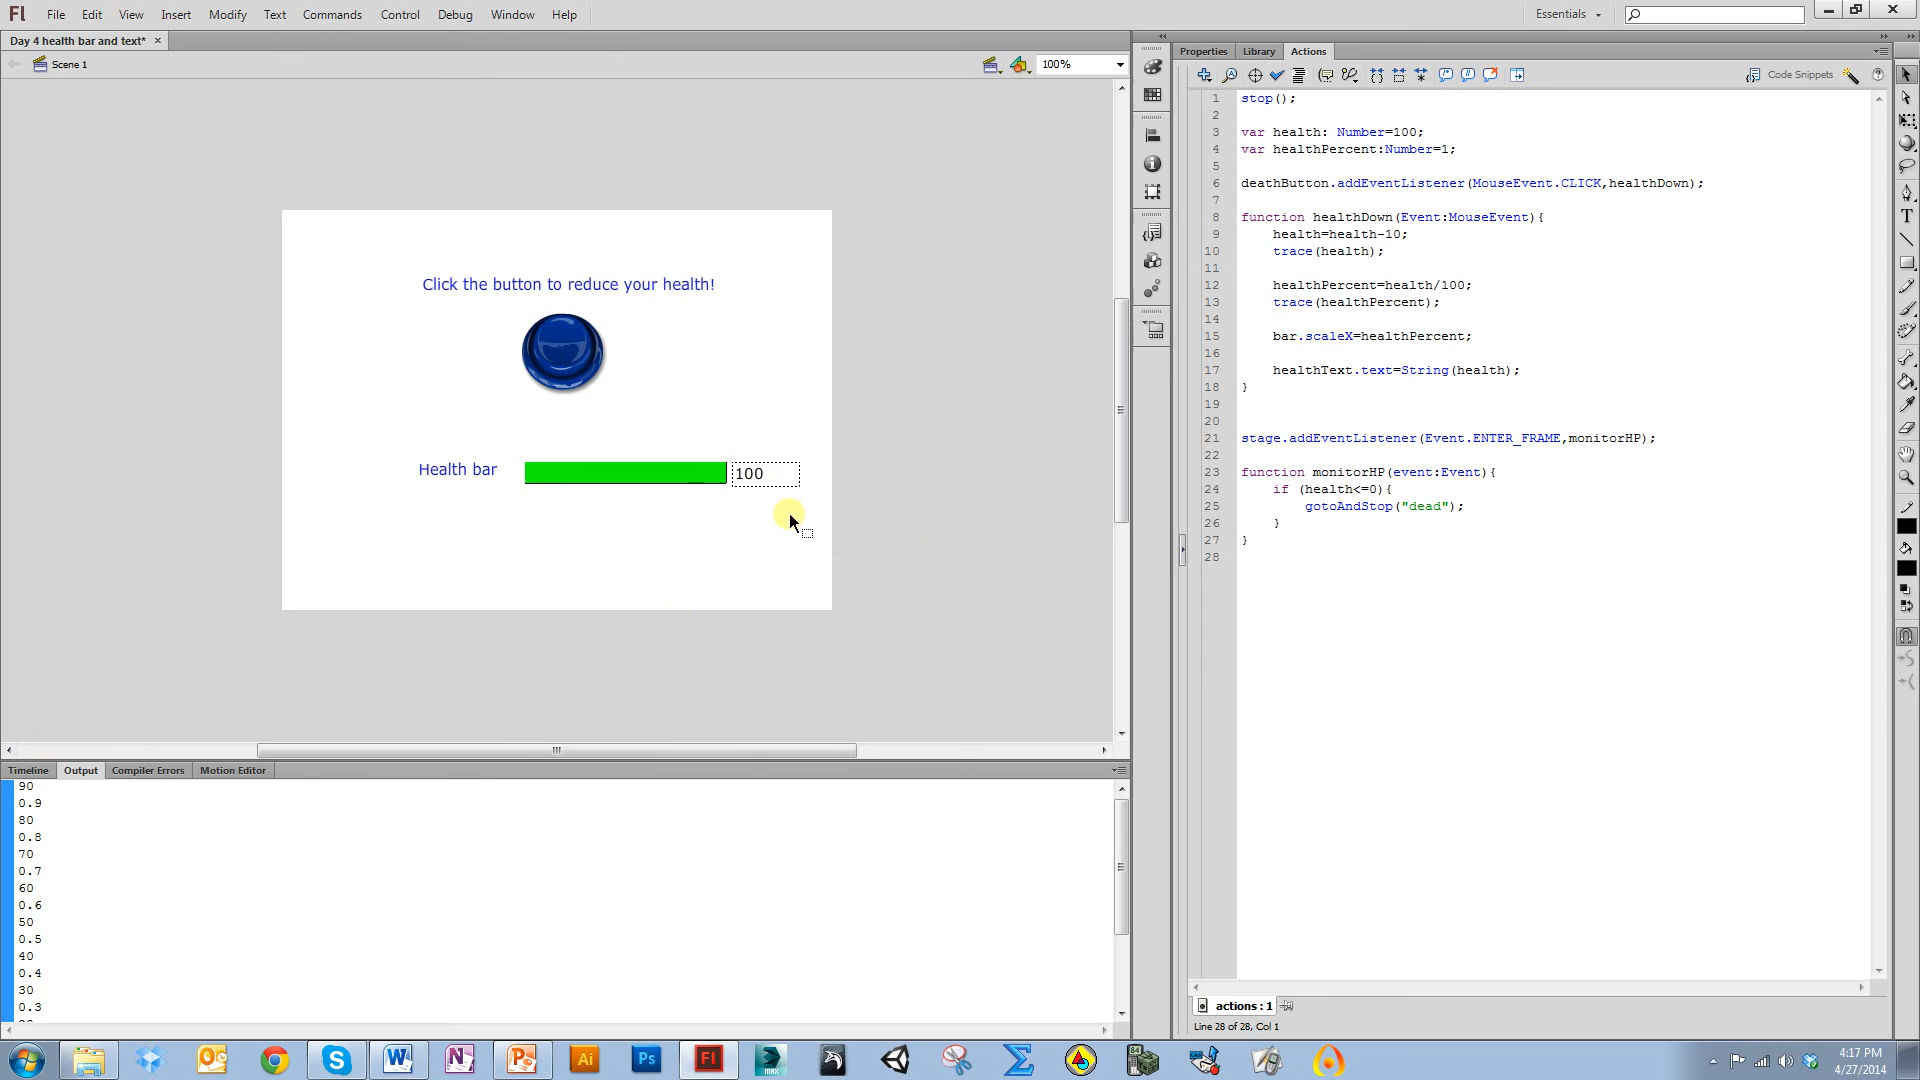 Fl File Edit View Insert Modify Text Commands Control Debug Window Help Essentials
Day 4 health bar and text* ×
Scene 1
100%
Click the button to reduce your health!
Health bar
100
Properties Library Actions
Code Snippets
1 stop();
2
3 var health: Number=100;
4 var healthPercent:Number=1;
5
6 deathButton.addEventListener(MouseEvent.CLICK,healthDown);
7
8 function healthDown(Event:MouseEvent){
9 health=health-10;
10 trace(health);
11
12 healthPercent=health/100;
13 trace(healthPercent);
14
15 bar.scaleX=healthPercent;
16
17 healthText.text=String(health);
18 }
19
20
21 stage.addEventListener(Event.ENTER_FRAME,monitorHP);
22
23 function monitorHP(event:Event){
24 if (health<=0){
25 gotoAndStop("dead");
26 }
27 }
28
actions : 1
Line 28 of 28, Col 1
Timeline Output Compiler Errors Motion Editor
90
0.9
80
0.8
70
0.7
60
0.6
50
0.5
40
0.4
30
0.3
4:17 PM
4/27/2014